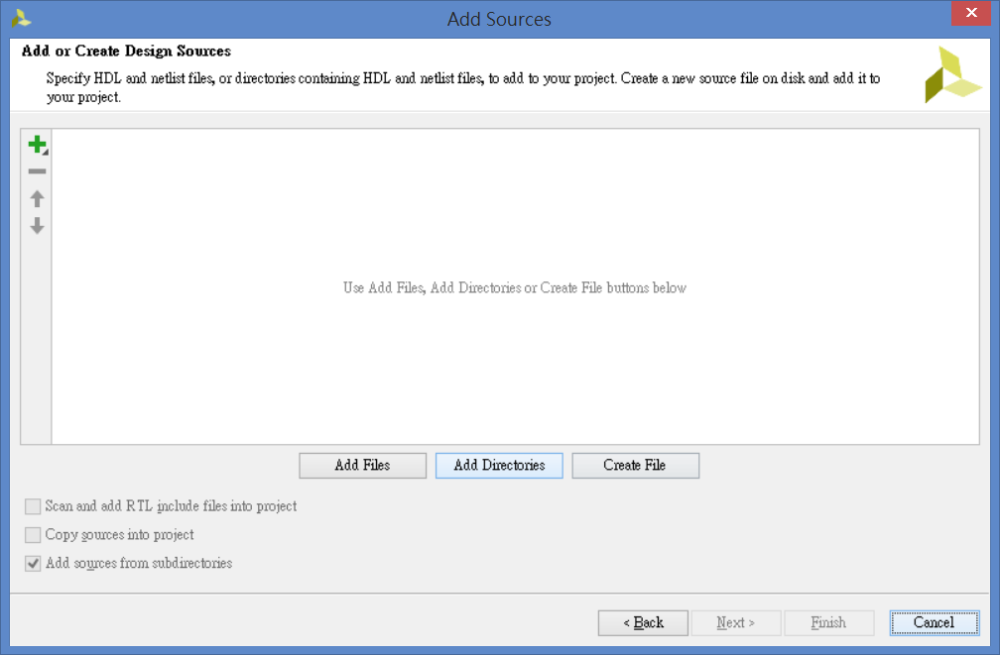 Add Sources
Add or Create Design Sources
Specify HDL and netlist files, or directories containing HDL and netlist files, to add to your project. Create a new source file on disk and add it to
your project.
Use Add Files, Add Directories or Create File buttons below
Add Files
Add Directories
Create File
Scan and add RTL include files into project
Copy sources into project
Add sources from subdirectories
< Back
Next >
Finish
Cancel